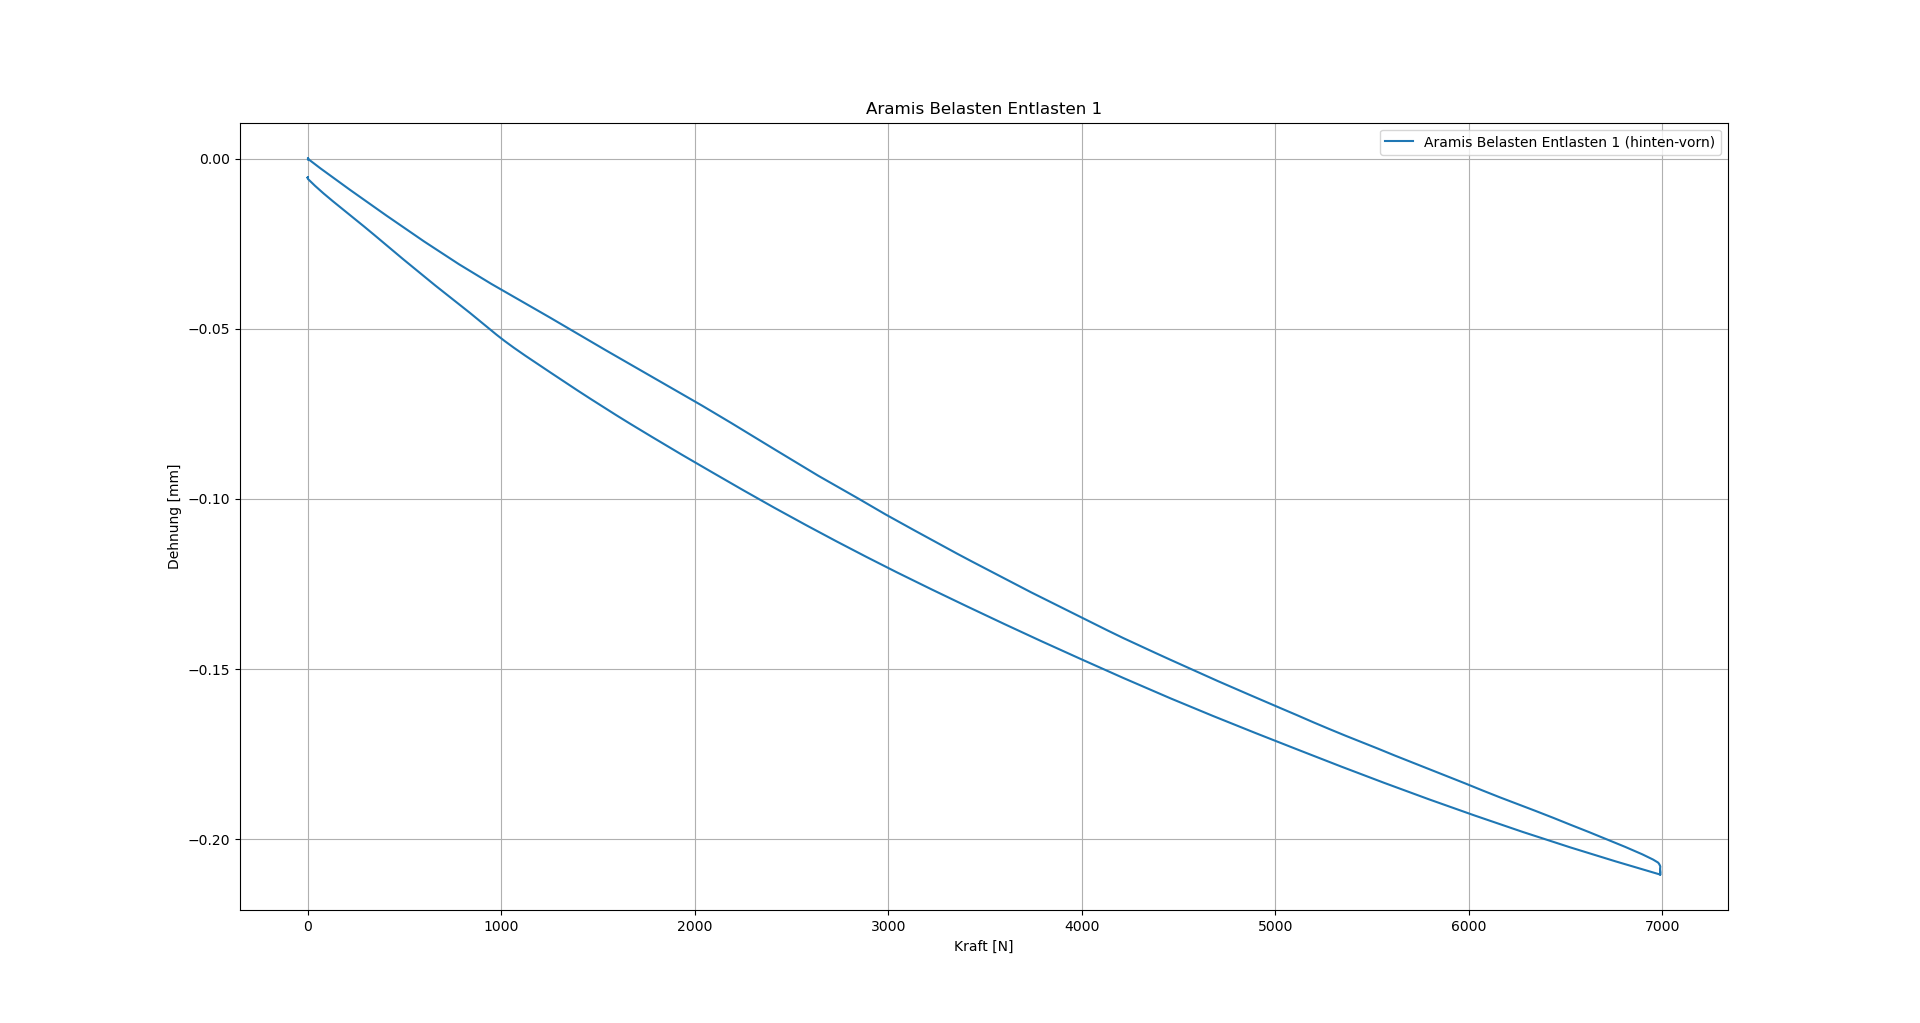 Aramis Belasten Entlasten 1
Aramis Belasten Entlasten 1 (hinten-vorn)
0.00
−0.05
−0.10
−0.15
−0.20
Dehnung [mm]
0 1000 2000 3000 4000 5000 6000 7000
Kraft [N]